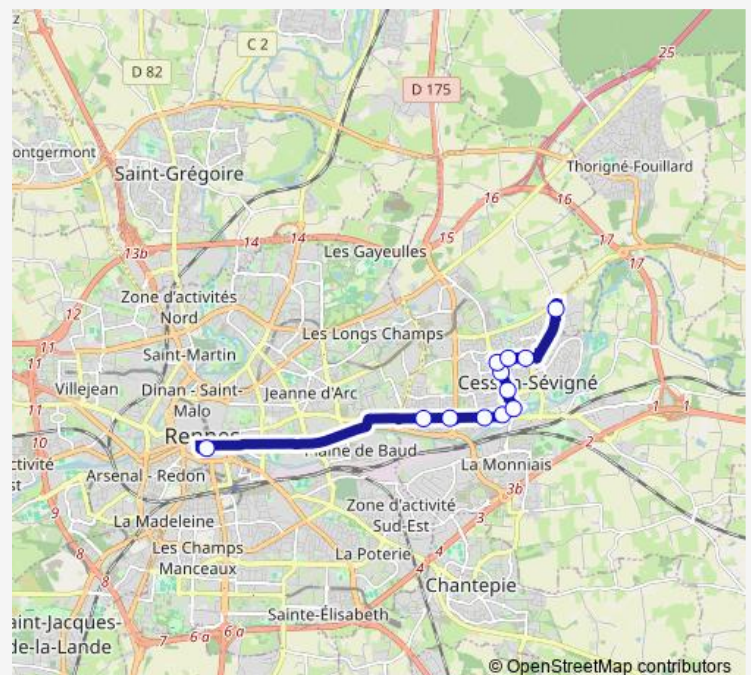 z
C 2
25
D 82
D 175
ontgermont
Saint-Grégoire
Thorigné-Fouillard
16
16
14
14
15
17
13b
Les Gayeulles
17
Zone d'activités
Nord
12
Les Longs Champs
Saint-Martin
11
11
Villejean
Dinan - Saint-
Malo
Jeanne d'Arc
Cesson-Sévigné
10
1
1
Rennes
Plaine de Baud
2
ctivité
st
Arsenal - Redon
La Monniais
9
3b
La Madeleine
Zone d'activité
Sud-Est
3
8
Les Champs
Manceaux
La Poterie
4
4
8
Chantepie
Sainte-Élisabeth
aint-Jacques-
de-la-Lande
7
6 a
6 a
© OpenStreetMap contributors